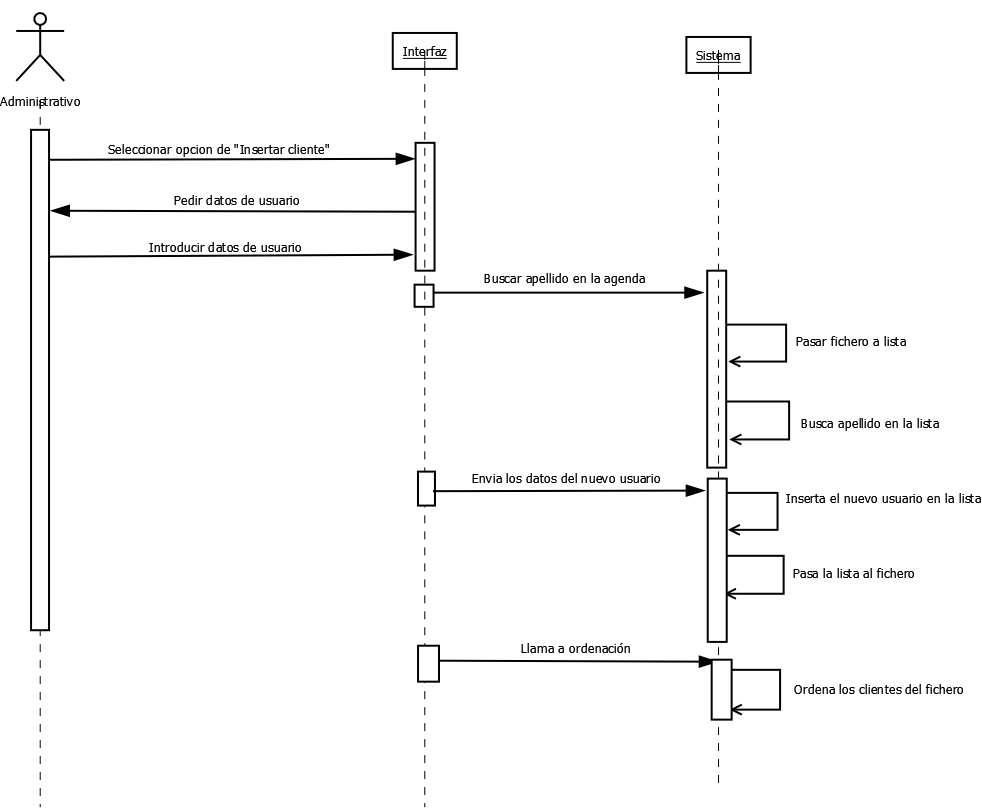 Interfaz
Sistema
Administrativo
Seleccionar opcion de "Insertar cliente"
Pedir datos de usuario
Introducir datos de usuario
Buscar apellido en la agenda
Pasar fichero a lista
Busca apellido en la lista
Envia los datos del nuevo usuario
Inserta el nuevo usuario en la lista
Pasa la lista al fichero
Llama a ordenación
Ordena los clientes del fichero